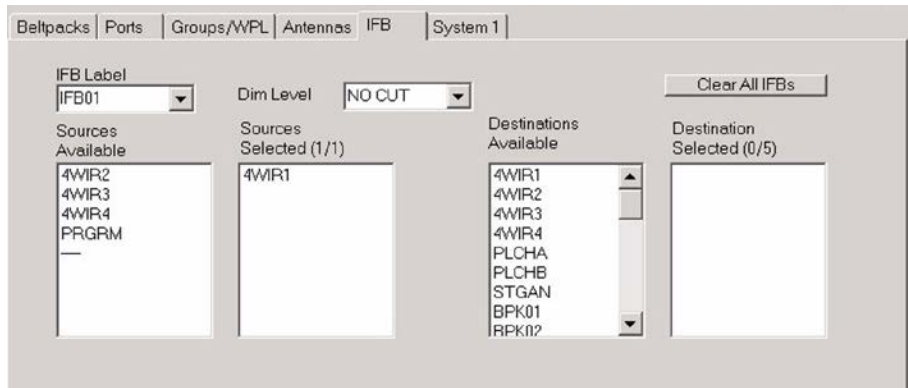 Beltpacks Ports Groups/WPL Antennas IFB System 1
IFB Label
IFB01
Dim Level NO CUT
Clear All IFBs
Sources
Available
4WIR2
4WIR3
4WIR4
PRGRM
—
Sources
Selected (1/1)
4WIR1
Destinations
Available
4WIR1
4WIR2
4WIR3
4WIR4
PLCHA
PLCHB
STGAN
BPK01
BPK02
Destination
Selected (0/5)